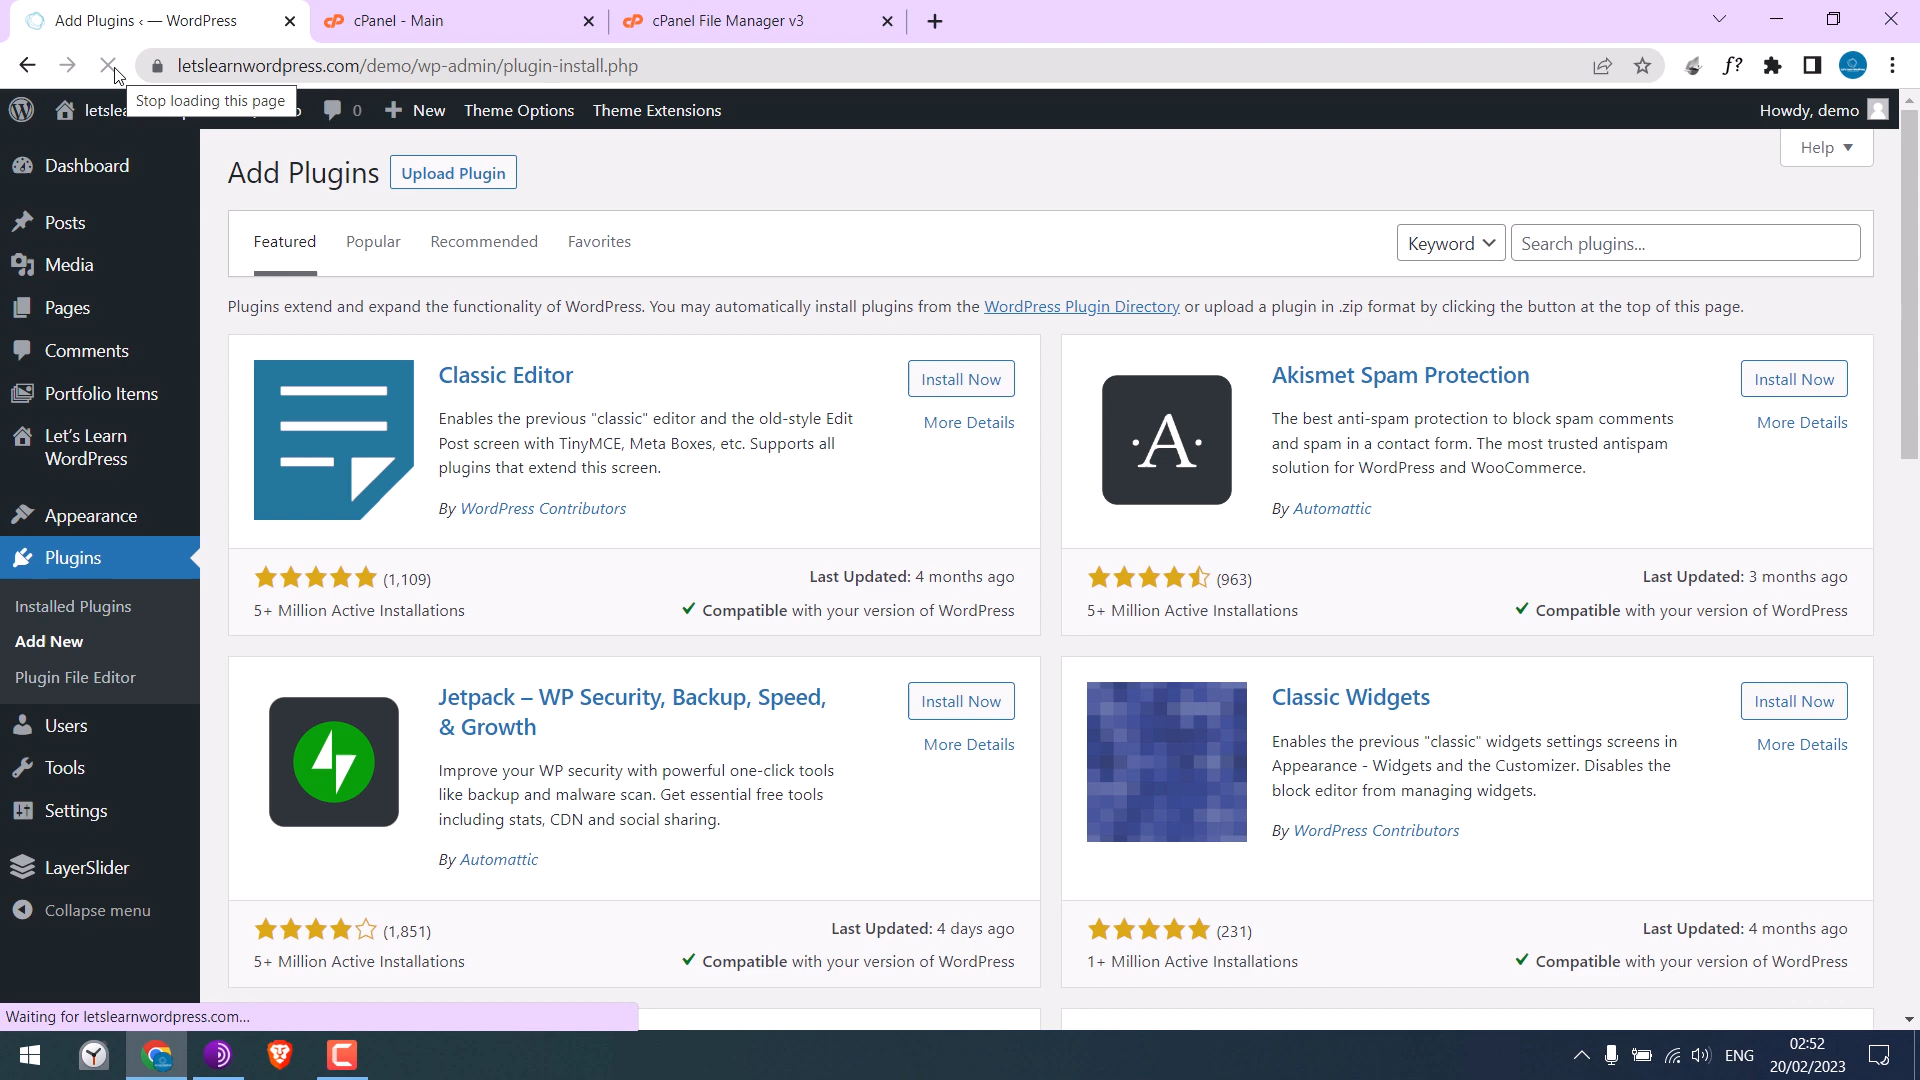 Add Plugins ‹ — WordPress
cPanel - Main
cPanel File Manager v3
letslearnwordpress.com/demo/wp-admin/plugin-install.php
f?
Stop loading this page
0
New
Theme Options
Theme Extensions
Howdy, demo
Dashboard
Posts
Media
Pages
Comments
Portfolio Items
Let's Learn
WordPress
Appearance
Plugins
Installed Plugins
Add New
Plugin File Editor
Users
Tools
Settings
LayerSlider
Collapse menu
Add Plugins
Upload Plugin
Help
Featured
Popular
Recommended
Favorites
Keyword
Search plugins...
Plugins extend and expand the functionality of WordPress. You may automatically install plugins from the WordPress Plugin Directory or upload a plugin in .zip format by clicking the button at the top of this page.
Classic Editor
Install Now
More Details
Enables the previous "classic" editor and the old-style Edit
Post screen with TinyMCE, Meta Boxes, etc. Supports all
plugins that extend this screen.
By WordPress Contributors
(1,109)
Last Updated: 4 months ago
5+ Million Active Installations
Compatible with your version of WordPress
·A·
Akismet Spam Protection
Install Now
More Details
The best anti-spam protection to block spam comments
and spam in a contact form. The most trusted antispam
solution for WordPress and WooCommerce.
By Automattic
(963)
Last Updated: 3 months ago
5+ Million Active Installations
Compatible with your version of WordPress
Jetpack – WP Security, Backup, Speed,
& Growth
Install Now
More Details
Improve your WP security with powerful one-click tools
like backup and malware scan. Get essential free tools
including stats, CDN and social sharing.
By Automattic
(1,851)
Last Updated: 4 days ago
5+ Million Active Installations
Compatible with your version of WordPress
Classic Widgets
Install Now
More Details
Enables the previous "classic" widgets settings screens in
Appearance - Widgets and the Customizer. Disables the
block editor from managing widgets.
By WordPress Contributors
(231)
Last Updated: 4 months ago
1+ Million Active Installations
Compatible with your version of WordPress
Waiting for letslearnwordpress.com...
ENG
02:52
20/02/2023